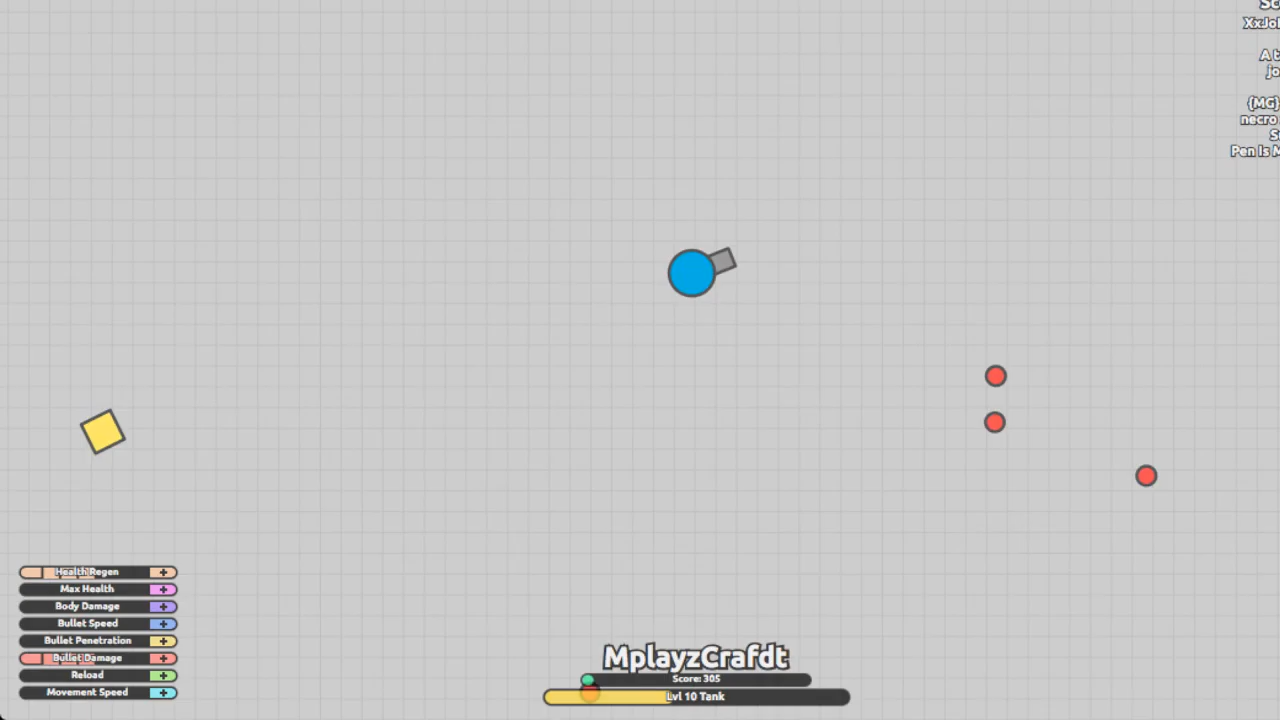 Sc
XxJo
A t
jo
{MG}
necro
Pen Is M
Health Regen
+
Max Health
+
Body Damage
+
Bullet Speed
+
Bullet Penetration
+
Bullet Damage
+
Reload
+
Movement Speed
+
MplayzCrafdt
Score: 305
Lvl 10 Tank